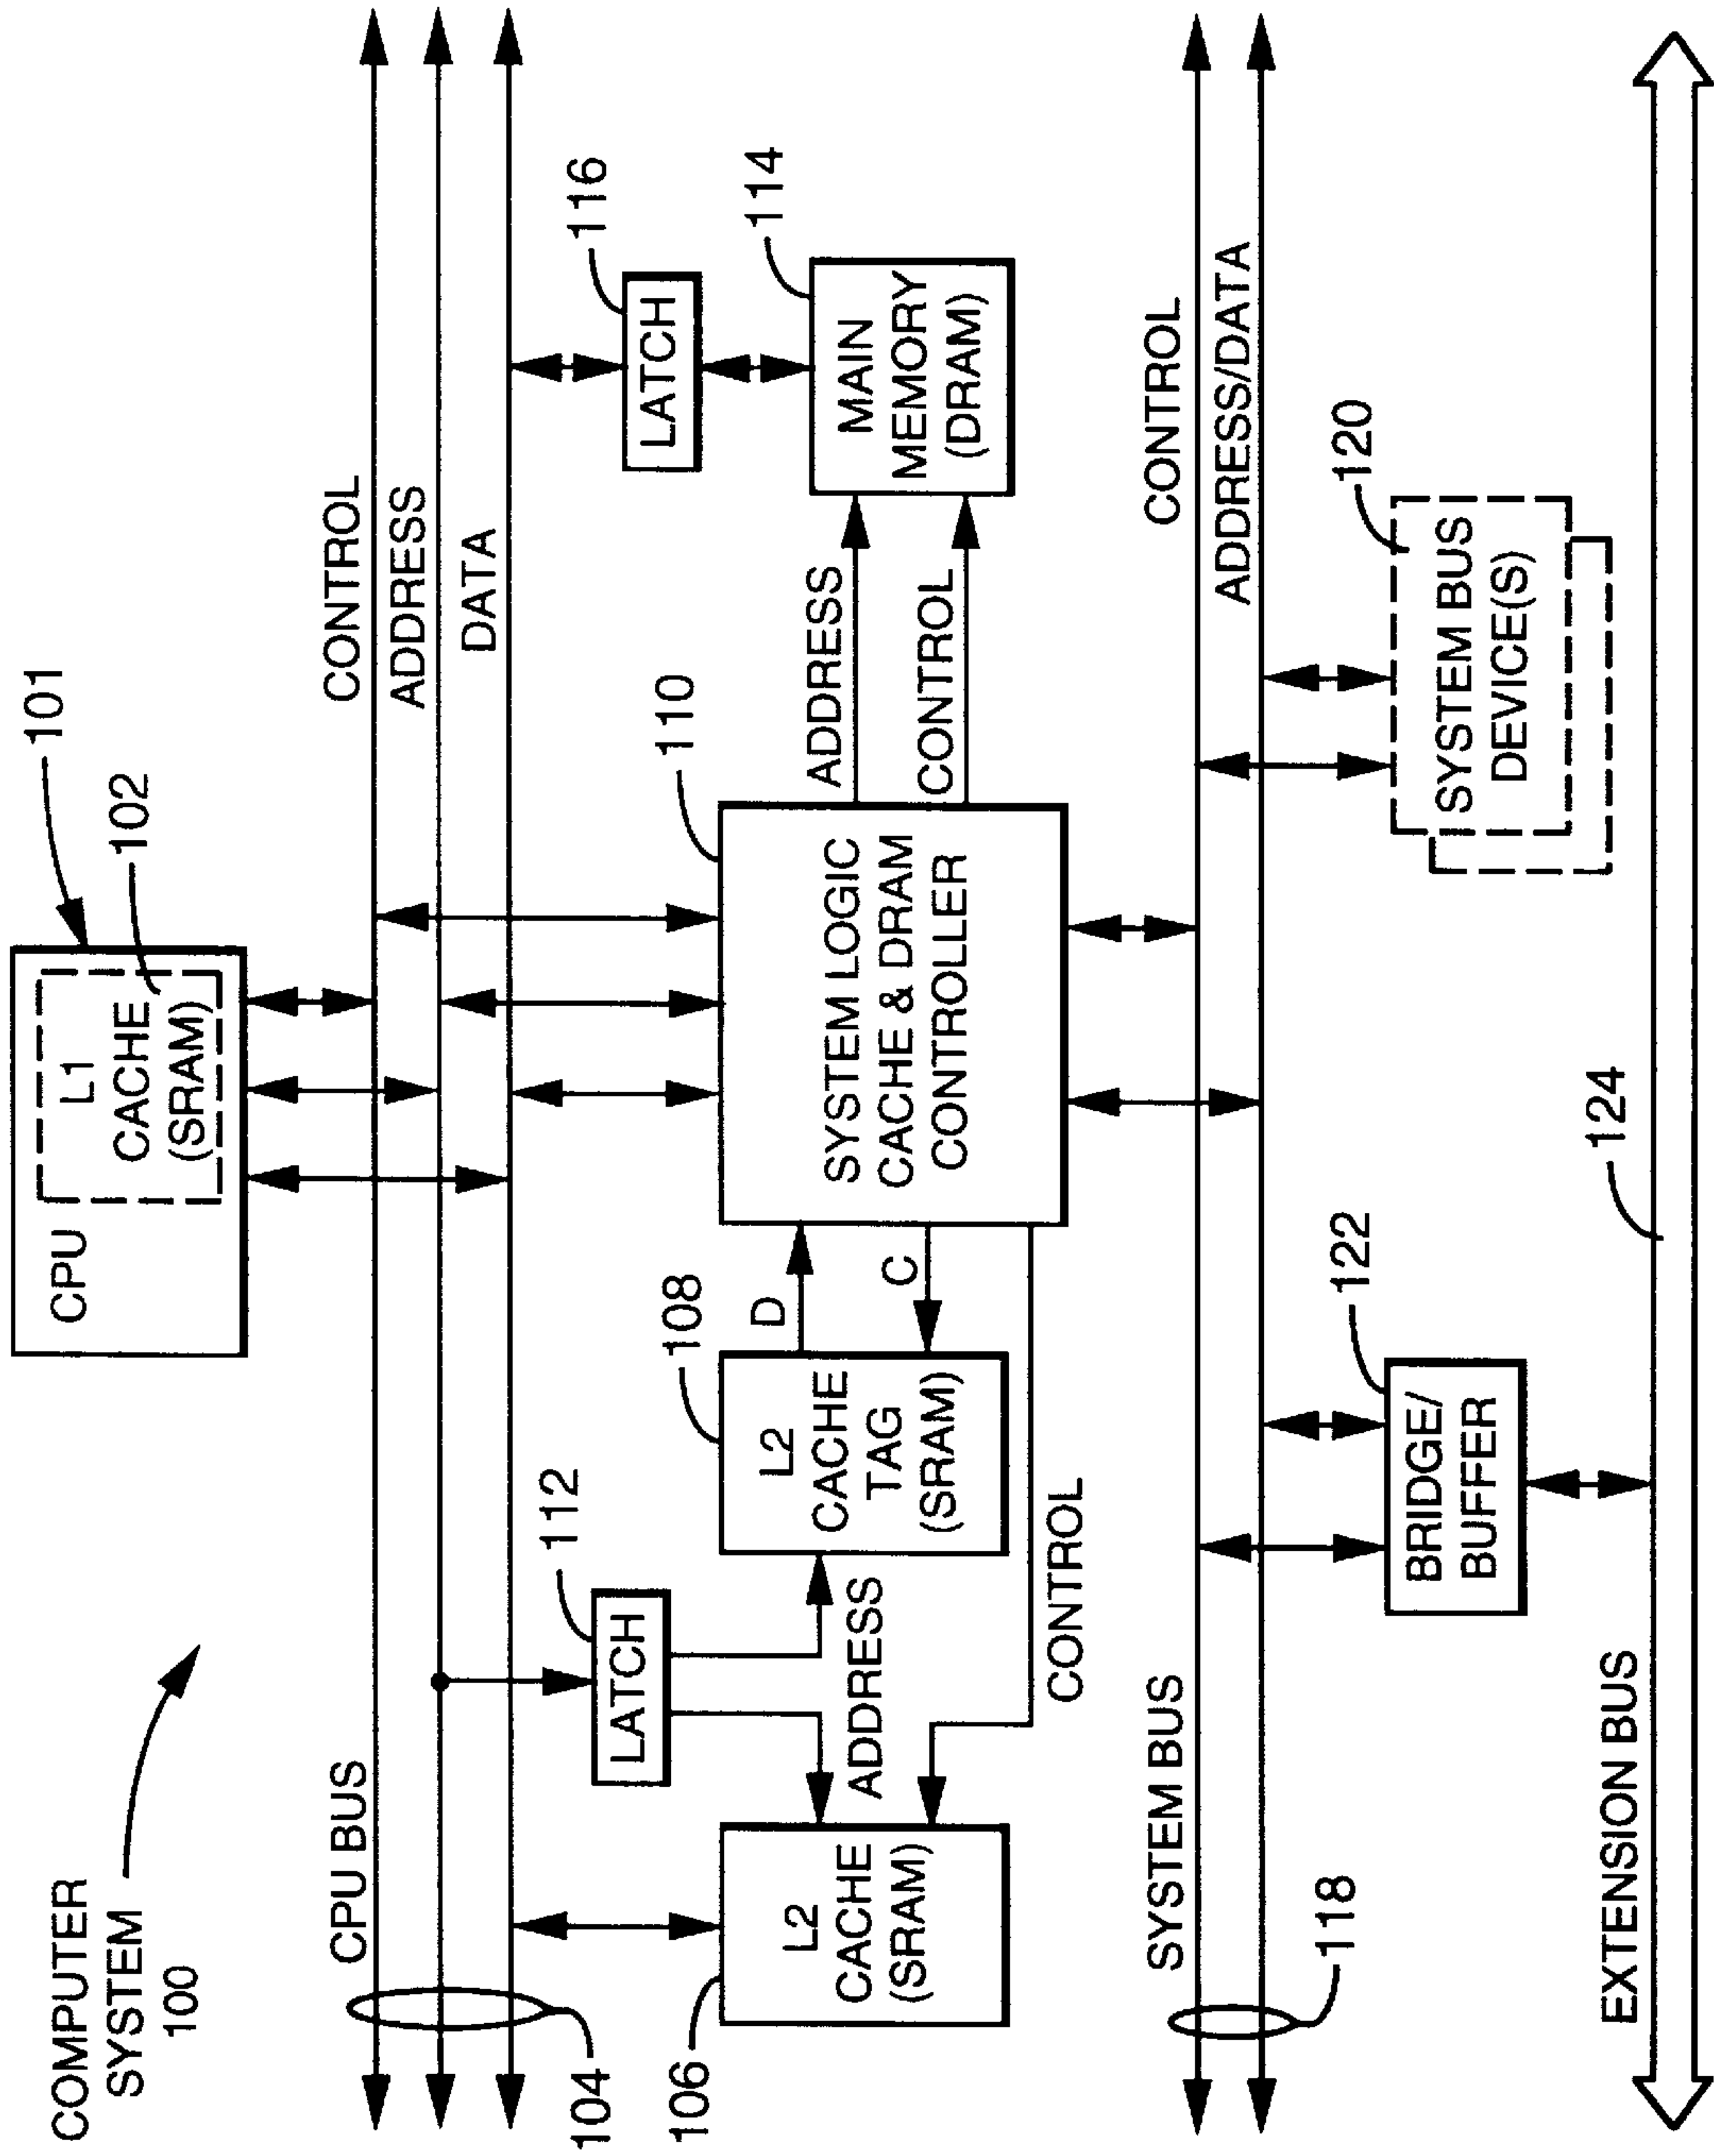 COMPUTER
SYSTEM
100
CPU
L1
CACHE
(SRAM)
101
102
CPU BUS
CONTROL
ADDRESS
DATA
104
LATCH
112
LATCH
116
106
L2
CACHE
(SRAM)
ADDRESS
108
L2
CACHE
TAG
(SRAM)
D
C
CONTROL
110
SYSTEM LOGIC
CACHE & DRAM
CONTROLLER
ADDRESS
CONTROL
114
MAIN
MEMORY
(DRAM)
SYSTEM BUS
CONTROL
ADDRESS/DATA
118
122
BRIDGE/
BUFFER
120
SYSTEM BUS
DEVICE(S)
EXTENSION BUS
124